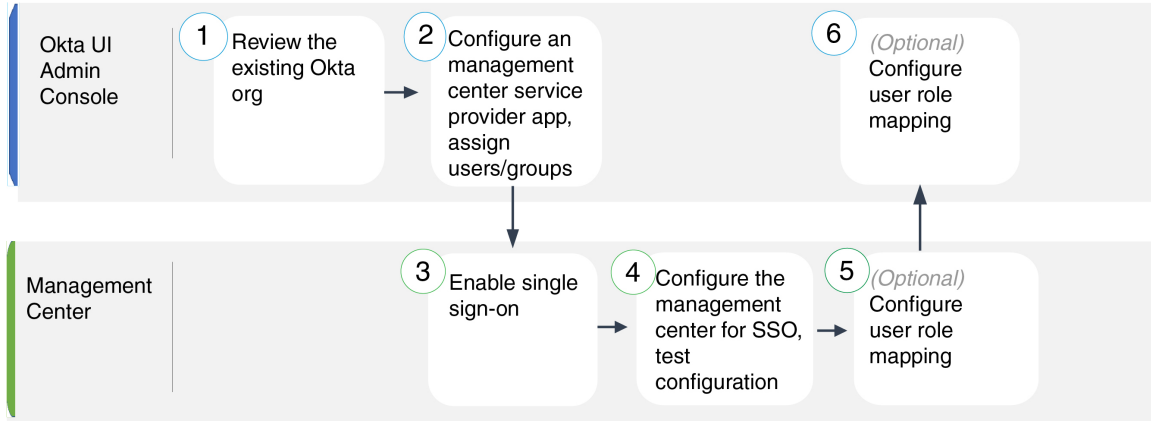 Okta UI
Admin
Console
1
Review the
existing Okta
org
2
Configure an
management
center service
provider app,
assign
users/groups
6
(Optional)
Configure
user role
mapping
Management
Center
3
Enable single
sign-on
4
Configure the
management
center for SSO,
test
configuration
5
(Optional)
Configure
user role
mapping